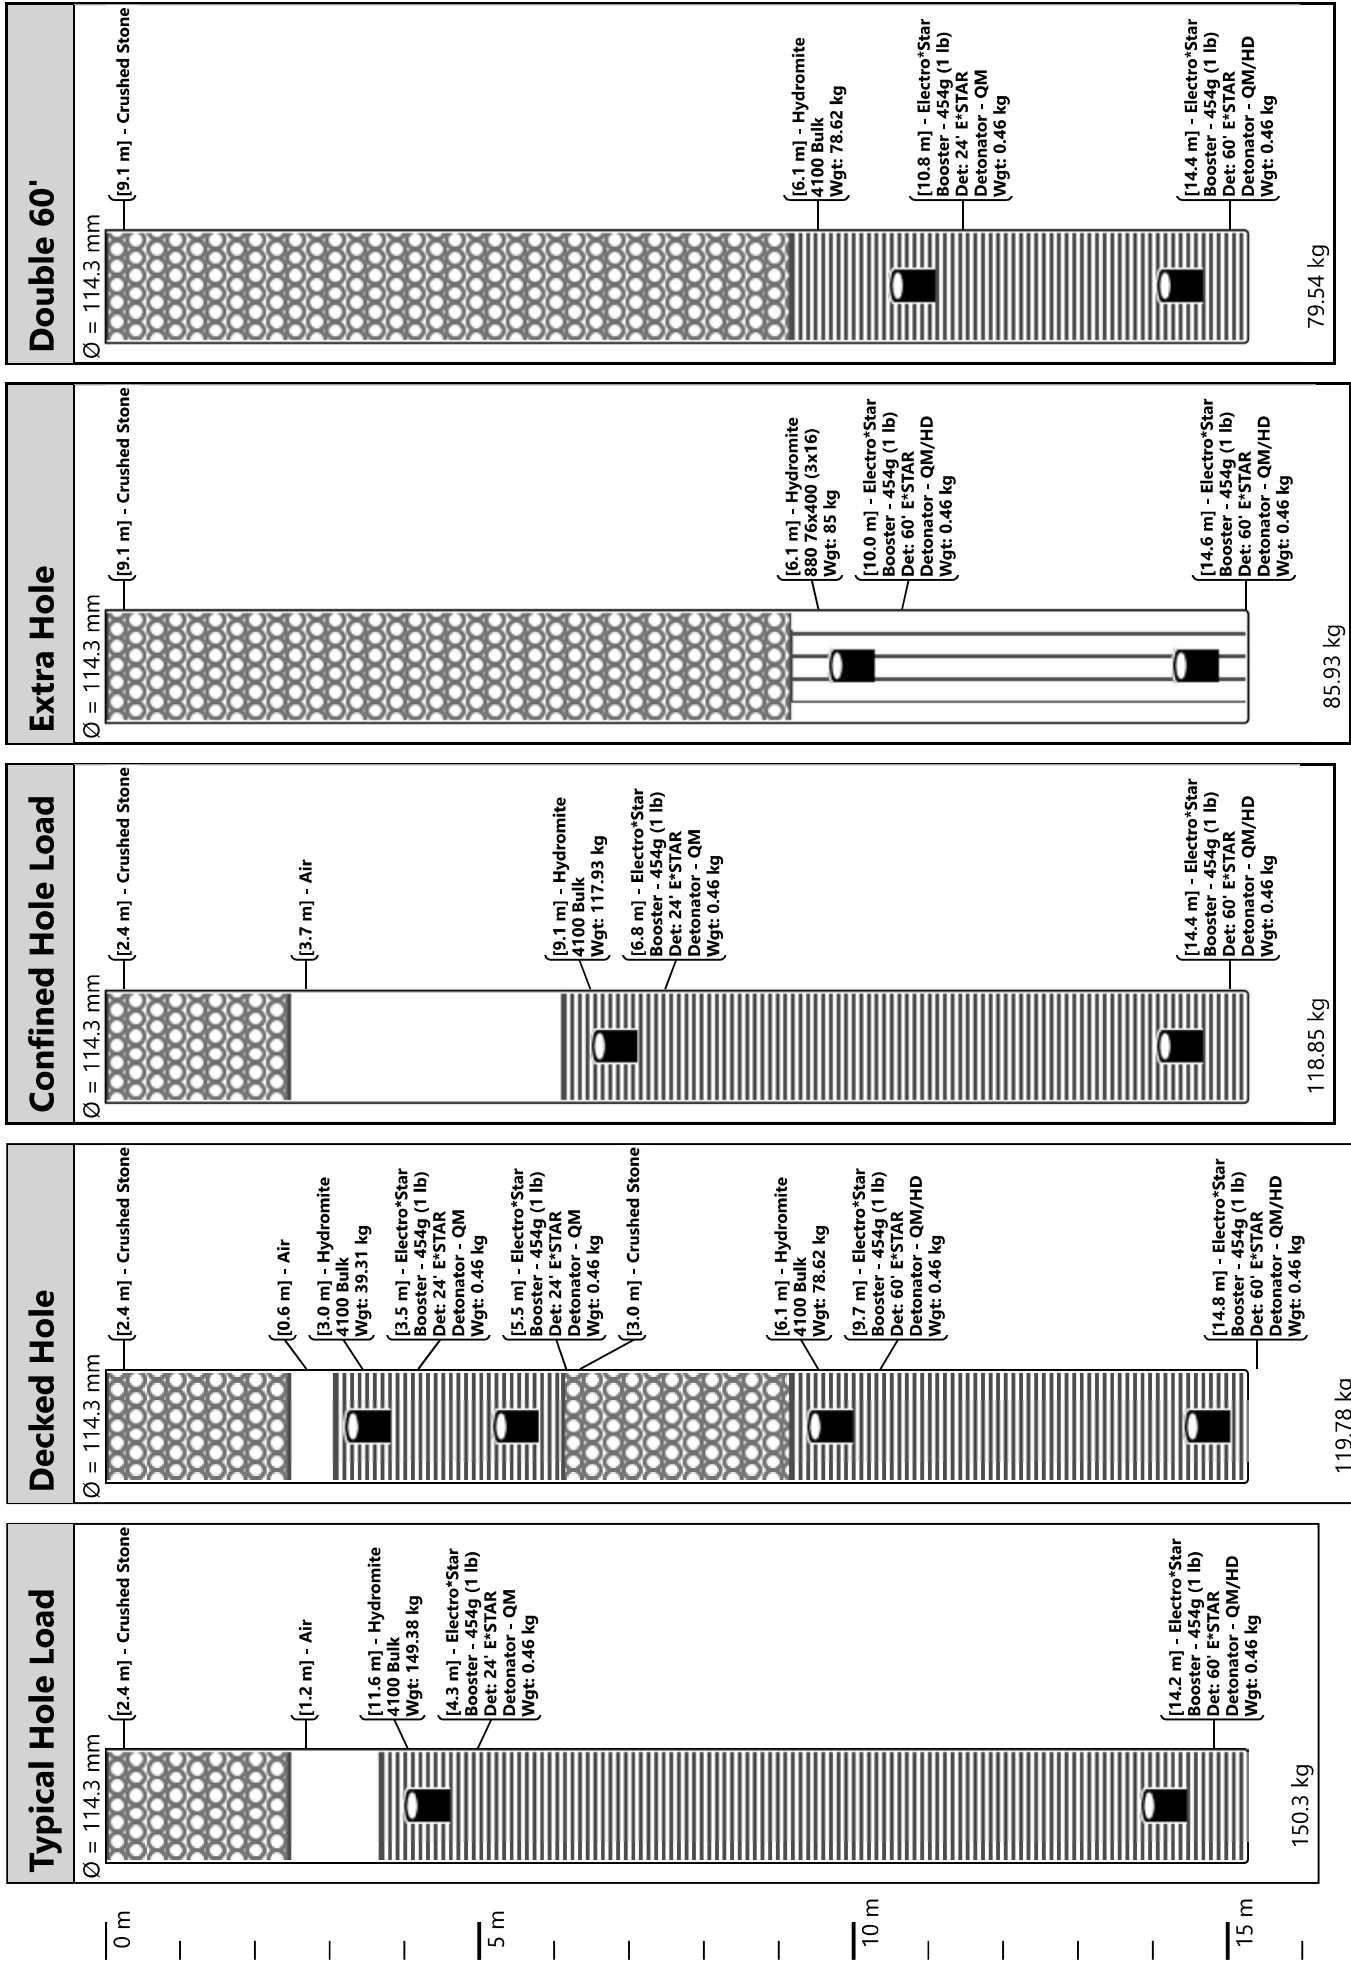 Typical Hole Load
Ø = 114.3 mm
[2.4 m] - Crushed Stone
[1.2 m] - Air
[11.6 m] - Hydromite
4100 Bulk
Wgt: 149.38 kg
[4.3 m] - Electro*Star
Booster - 454g (1 lb)
Det: 24' E*STAR
Detonator - QM
Wgt: 0.46 kg
[14.2 m] - Electro*Star
Booster - 454g (1 lb)
Det: 60' E*STAR
Detonator - QM/HD
Wgt: 0.46 kg
150.3 kg
0 m
5 m
10 m
15 m
Decked Hole
Ø = 114.3 mm
[2.4 m] - Crushed Stone
[0.6 m] - Air
[3.0 m] - Hydromite
4100 Bulk
Wgt: 39.31 kg
[3.5 m] - Electro*Star
Booster - 454g (1 lb)
Det: 24' E*STAR
Detonator - QM
Wgt: 0.46 kg
[5.5 m] - Electro*Star
Booster - 454g (1 lb)
Det: 24' E*STAR
Detonator - QM
Wgt: 0.46 kg
[3.0 m] - Crushed Stone
[6.1 m] - Hydromite
4100 Bulk
Wgt: 78.62 kg
[9.7 m] - Electro*Star
Booster - 454g (1 lb)
Det: 60' E*STAR
Detonator - QM/HD
Wgt: 0.46 kg
[14.8 m] - Electro*Star
Booster - 454g (1 lb)
Det: 60' E*STAR
Detonator - QM/HD
Wgt: 0.46 kg
119.78 kg
Confined Hole Load
Ø = 114.3 mm
[2.4 m] - Crushed Stone
[3.7 m] - Air
[9.1 m] - Hydromite
4100 Bulk
Wgt: 117.93 kg
[6.8 m] - Electro*Star
Booster - 454g (1 lb)
Det: 24' E*STAR
Detonator - QM
Wgt: 0.46 kg
[14.4 m] - Electro*Star
Booster - 454g (1 lb)
Det: 60' E*STAR
Detonator - QM/HD
Wgt: 0.46 kg
118.85 kg
Extra Hole
Ø = 114.3 mm
[9.1 m] - Crushed Stone
[6.1 m] - Hydromite
880 76x400 (3x16)
Wgt: 85 kg
[10.0 m] - Electro*Star
Booster - 454g (1 lb)
Det: 60' E*STAR
Detonator - QM/HD
Wgt: 0.46 kg
[14.6 m] - Electro*Star
Booster - 454g (1 lb)
Det: 60' E*STAR
Detonator - QM/HD
Wgt: 0.46 kg
85.93 kg
Double 60'
Ø = 114.3 mm
[9.1 m] - Crushed Stone
[6.1 m] - Hydromite
4100 Bulk
Wgt: 78.62 kg
[10.8 m] - Electro*Star
Booster - 454g (1 lb)
Det: 24' E*STAR
Detonator - QM
Wgt: 0.46 kg
[14.4 m] - Electro*Star
Booster - 454g (1 lb)
Det: 60' E*STAR
Detonator - QM/HD
Wgt: 0.46 kg
79.54 kg